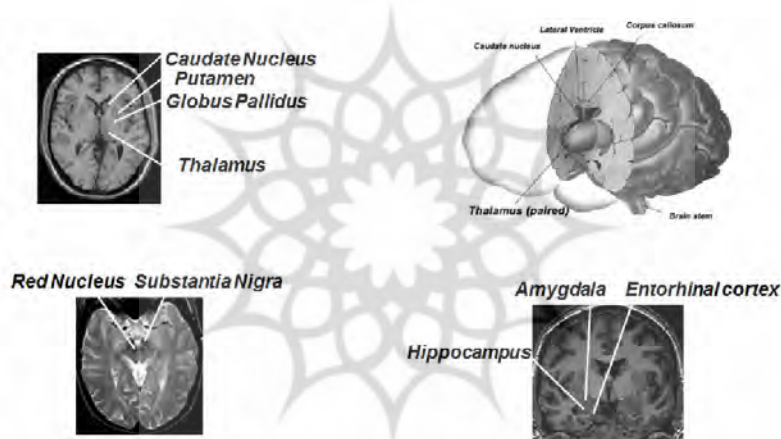 Caudate Nucleus
Putamen
Globus Pallidus
Thalamus
Corpus callosum
Lateral Ventricle
Caudate nucleus
Thalamus (paired)
Brain stem
Red Nucleus Substantia Nigra
Amygdala Entorhinal cortex
Hippocampus